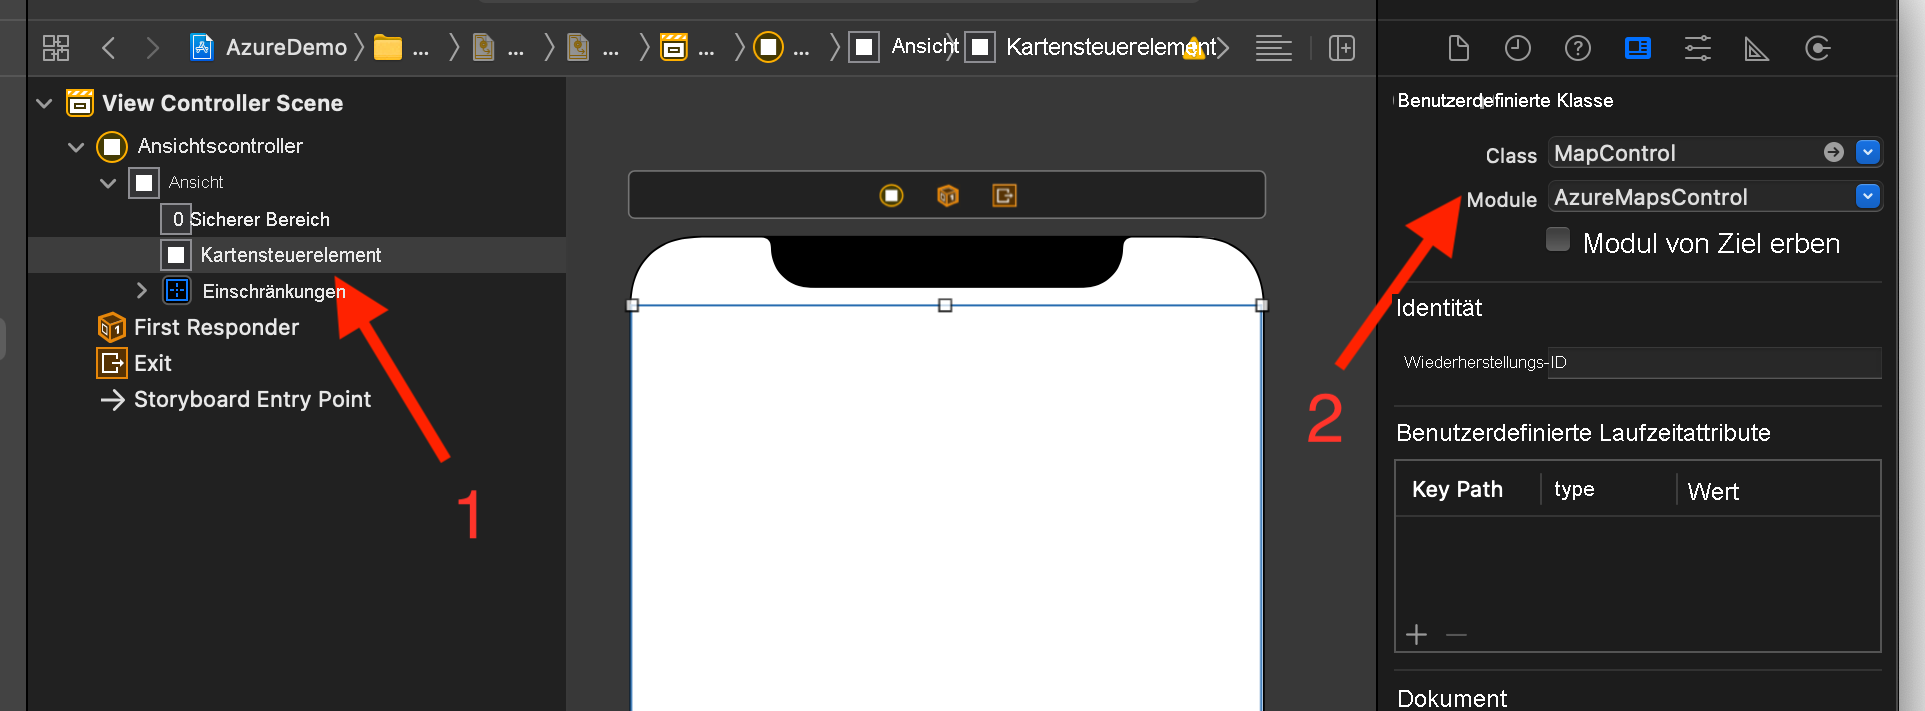 AzureDemo ... ... ... ... ... Ansicht Kartensteuerelement
View Controller Scene
Ansichtscontroller
Ansicht
Sicherer Bereich
Kartensteuerelement
Einschränkungen
First Responder
Exit
Storyboard Entry Point
1
2
Benutzerdefinierte Klasse
Class MapControl
Module AzureMapsControl
Modul von Ziel erben
Identität
Wiederherstellungs-ID
Benutzerdefinierte Laufzeitattribute
Key Path type Wert
Dokument